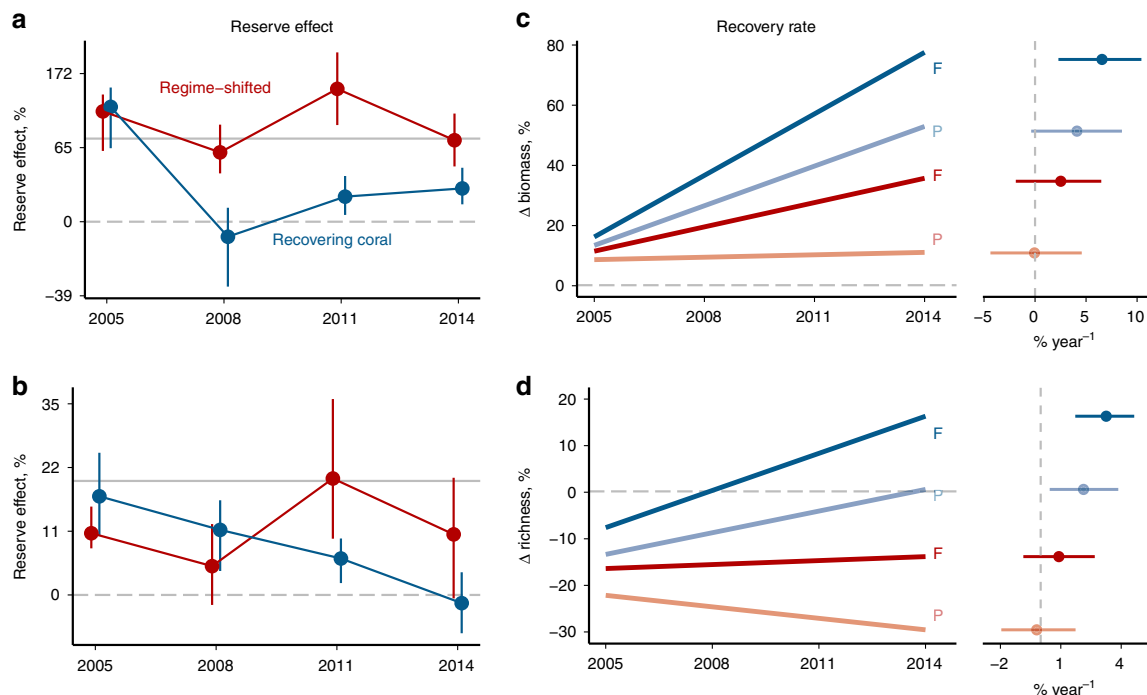 a
Reserve effect
Reserve effect, %
172
65
0
−39
Regime−shifted
Recovering coral
2005
2008
2011
2014
b
Reserve effect, %
35
22
11
0
2005
2008
2011
2014
c
Recovery rate
Δ biomass, %
80
60
40
20
0
F
P
F
P
2005
2008
2011
2014
−5
0
5
10
% year⁻¹
d
Δ richness, %
20
10
0
−10
−20
−30
F
P
F
P
2005
2008
2011
2014
−2
1
4
% year⁻¹